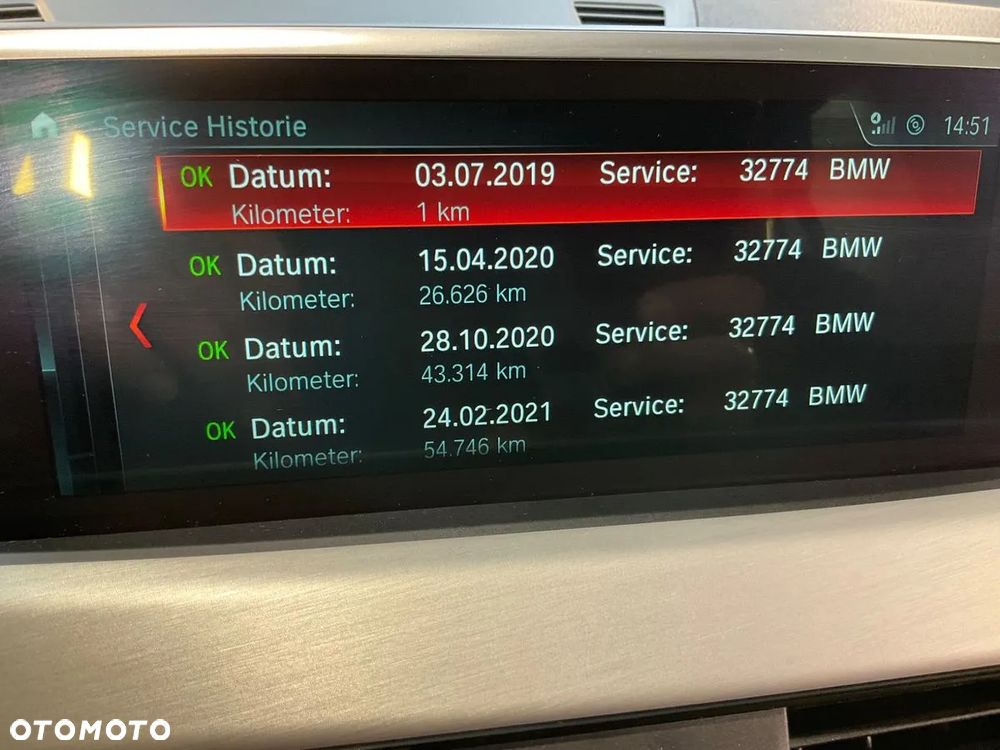 Service Historie 14:51
OK Datum: 03.07.2019 Service: 32774 BMW
Kilometer: 1 km
OK Datum: 15.04.2020 Service: 32774 BMW
Kilometer: 26.626 km
OK Datum: 28.10.2020 Service: 32774 BMW
Kilometer: 43.314 km
OK Datum: 24.02.2021 Service: 32774 BMW
Kilometer: 54.746 km
OTOMOTO